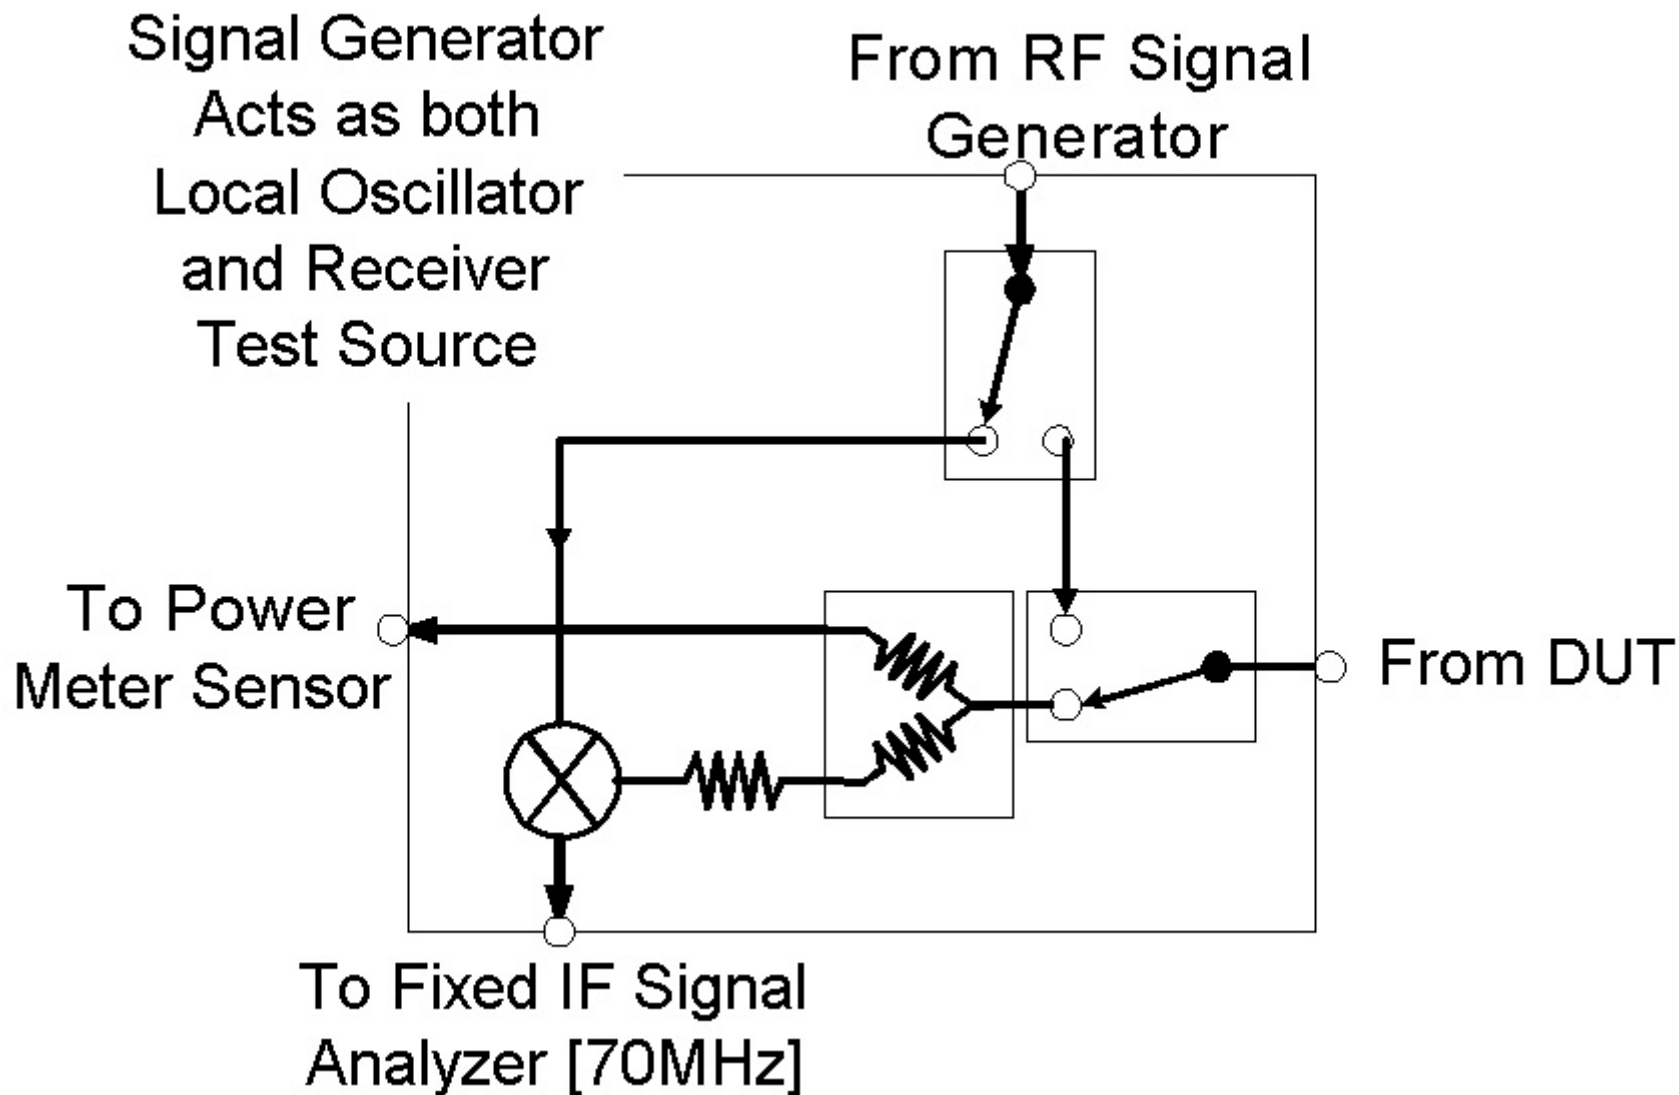 Signal Generator
Acts as both
Local Oscillator
and Receiver
Test Source
From RF Signal
Generator
To Power
Meter Sensor
From DUT
To Fixed IF Signal
Analyzer [70MHz]